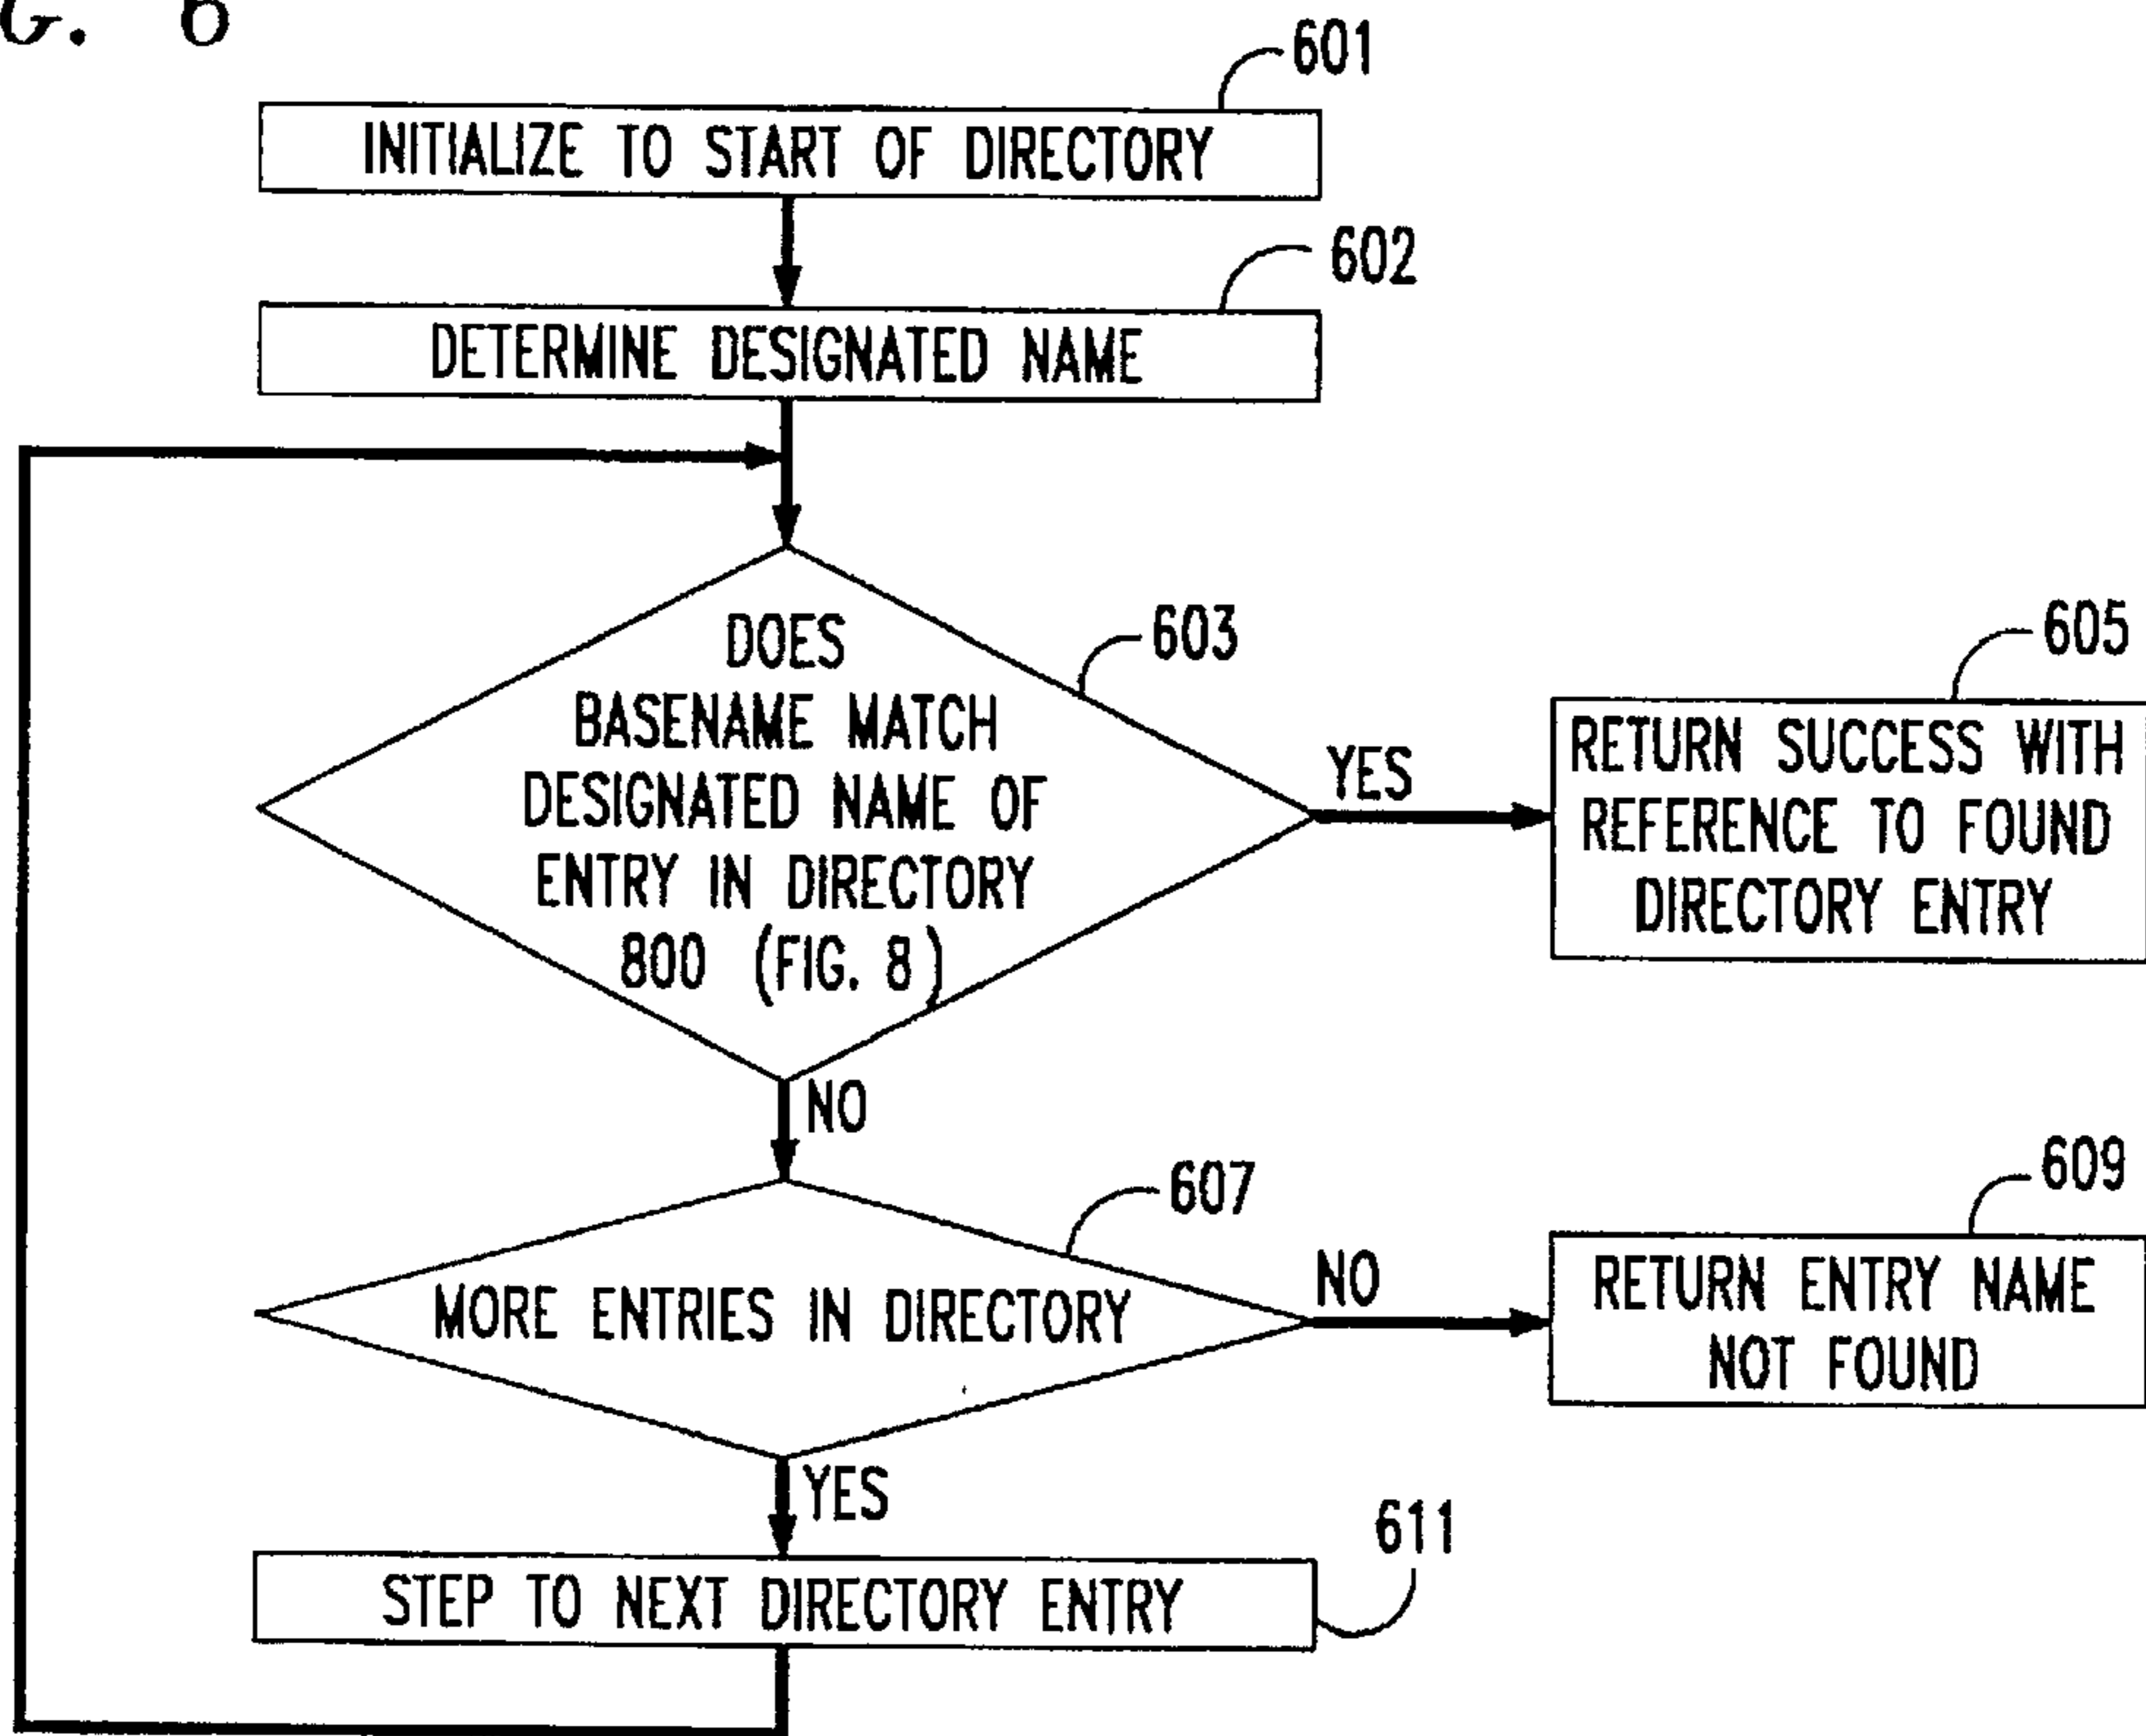 G. 6
601
INITIALIZE TO START OF DIRECTORY
602
DETERMINE DESIGNATED NAME
603
DOES
BASENAME MATCH
DESIGNATED NAME OF
ENTRY IN DIRECTORY
800 (FIG. 8)
YES
605
RETURN SUCCESS WITH
REFERENCE TO FOUND
DIRECTORY ENTRY
NO
607
MORE ENTRIES IN DIRECTORY
NO
609
RETURN ENTRY NAME
NOT FOUND
YES
611
STEP TO NEXT DIRECTORY ENTRY